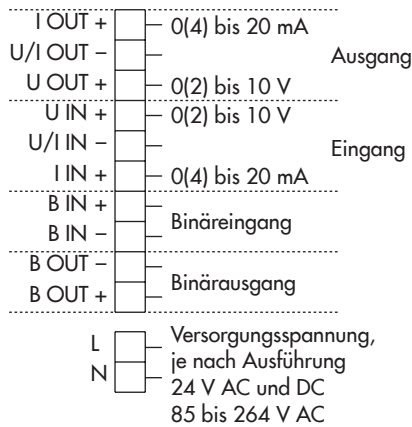 I OUT + 0(4) bis 20 mA
U/I OUT – Ausgang
U OUT + 0(2) bis 10 V
U IN + 0(2) bis 10 V
U/I IN – Eingang
I IN + 0(4) bis 20 mA
B IN +
Binäreingang
B IN –
B OUT –
Binärausgang
B OUT +
L Versorgungsspannung,
je nach Ausführung
N 24 V AC und DC
85 bis 264 V AC